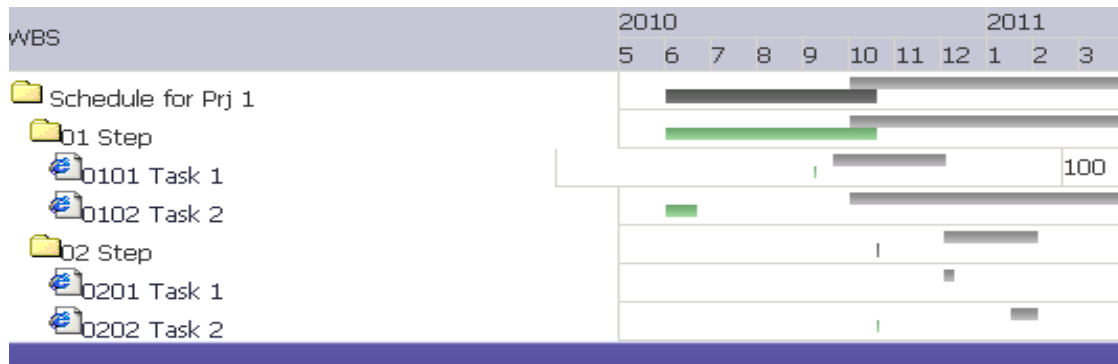 WBS
2010 2011
5 6 7 8 9 10 11 12 1 2 3
Schedule for Prj 1
01 Step
0101 Task 1 100
0102 Task 2
02 Step
0201 Task 1
0202 Task 2